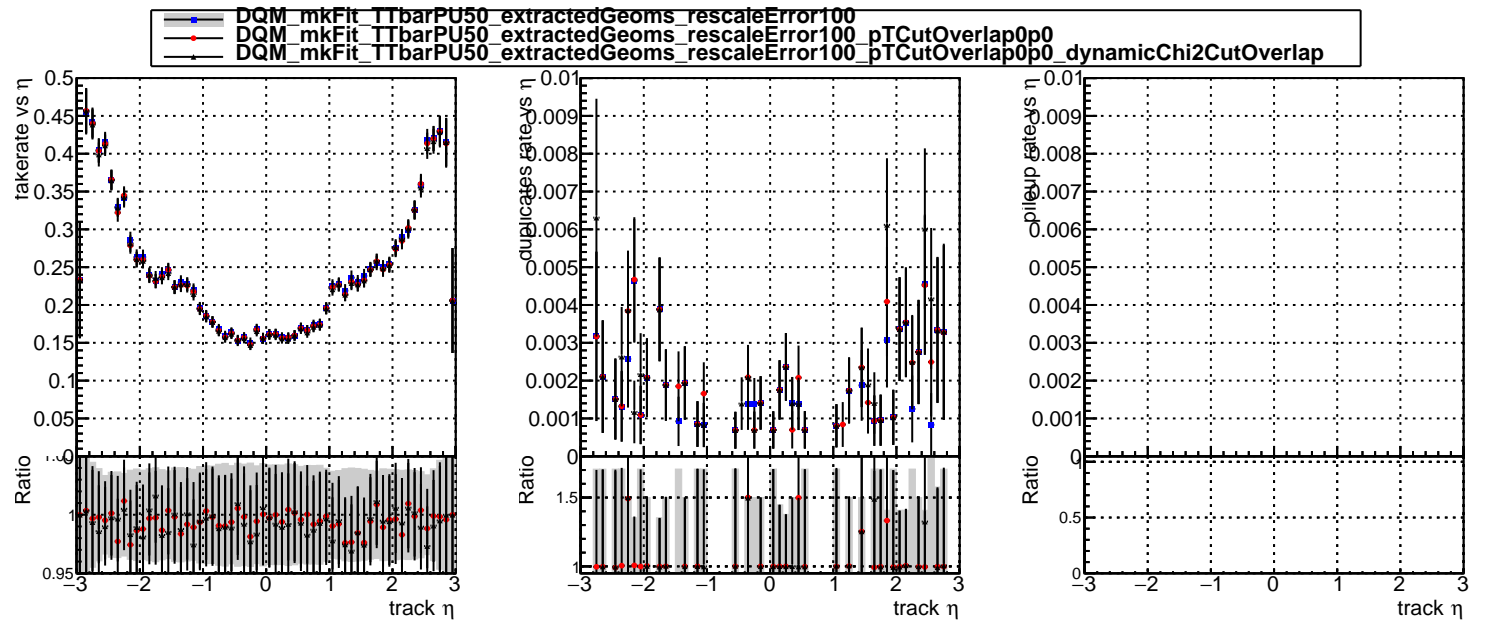 DQM_mkFit_TTbarPU50_extractedGeoms_rescaleError100
DQM_mkFit_TTbarPU50_extractedGeoms_rescaleError100_pTCutOverlap0p0
DQM_mkFit_TTbarPU50_extractedGeoms_rescaleError100_pTCutOverlap0p0_dynamicChi2CutOverlap
fakerate vs η
0.5
0.45
0.4
0.35
0.3
0.25
0.2
0.15
0.1
0.05
0
Ratio
1
0.95
−3 −2 −1 0 1 2 3
track η
duplicates rate vs η
0.01
0.009
0.008
0.007
0.006
0.005
0.004
0.003
0.002
0.001
0
Ratio
1.5
1
−3 −2 −1 0 1 2 3
track η
pileup rate vs η
0.01
0.009
0.008
0.007
0.006
0.005
0.004
0.003
0.002
0.001
0
Ratio
1
0.5
0
−3 −2 −1 0 1 2 3
track η